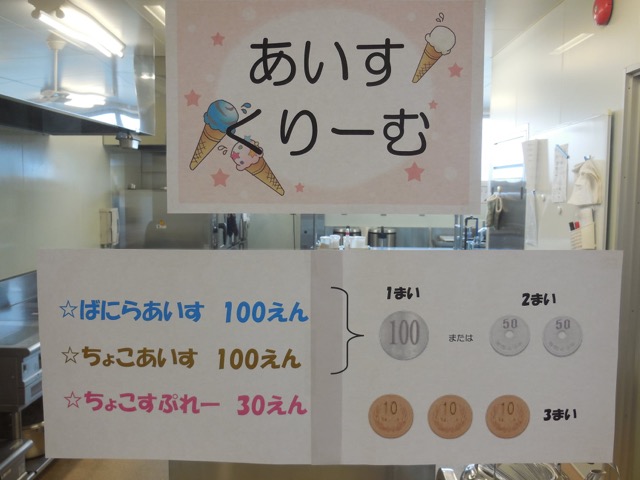 あいす
くりーむ
☆ばにらあいす 100えん
☆ちょこあいす 100えん
☆ちょこすぷれー 30えん
1まい
100
または
2まい
50 50
10 10 10
3まい